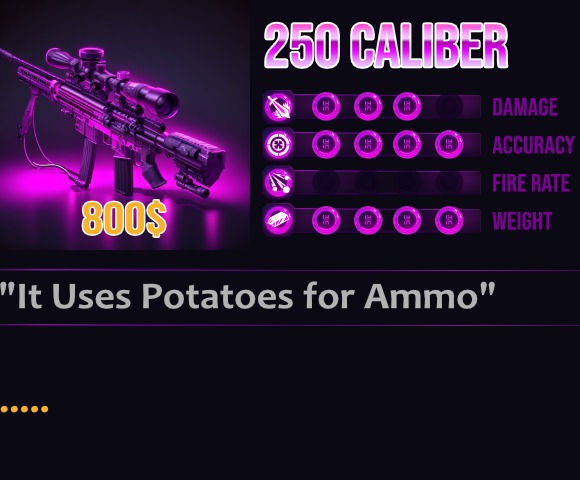 250 CALIBER
DAMAGE
ACCURACY
FIRE RATE
WEIGHT
800$
"It Uses Potatoes for Ammo"
.....